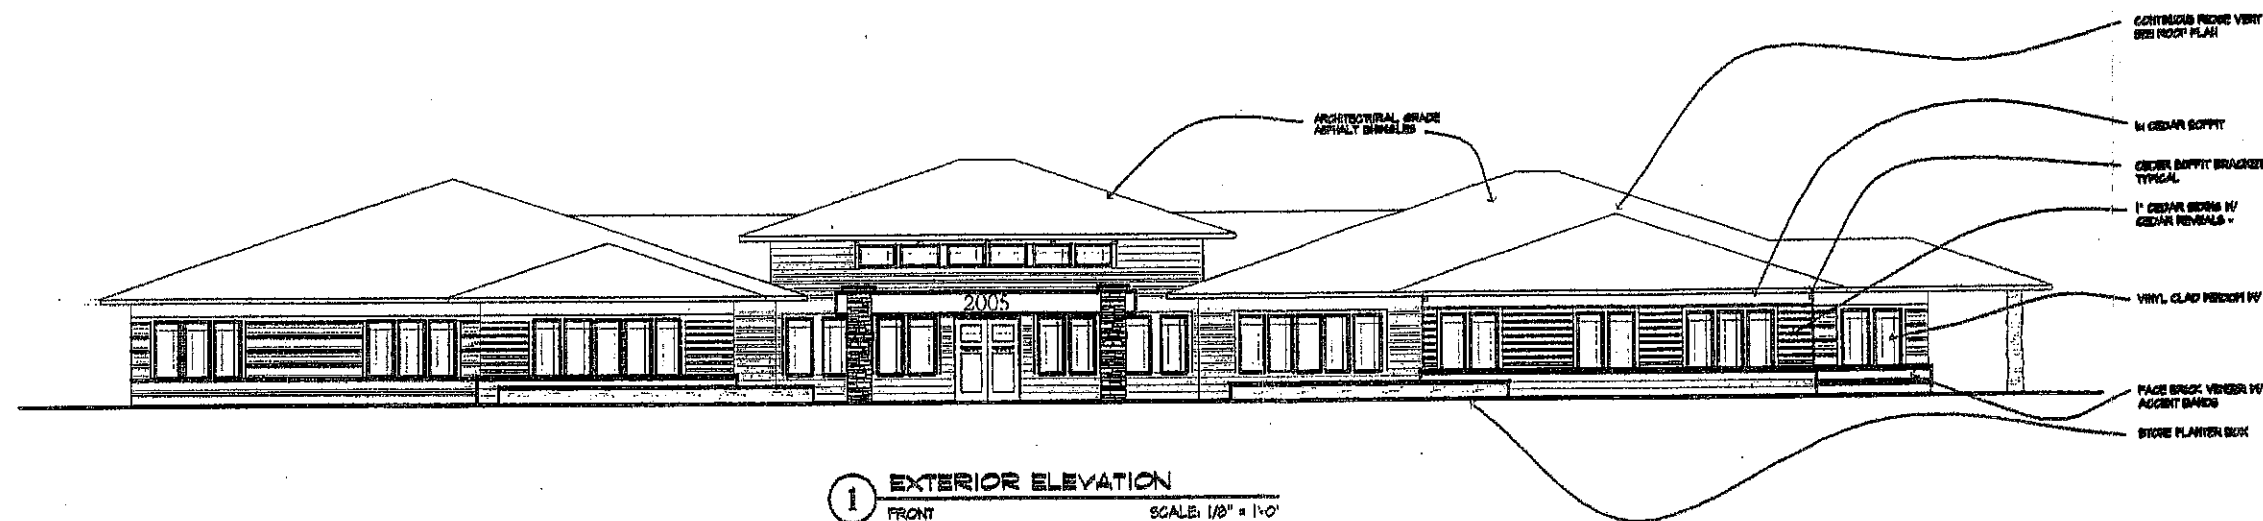 CONTINUOUS RIDGE VENT
SEE ROOF PLAN
ARCHITECTURAL GRADE
ASPHALT SHINGLES
CEDAR SOFFIT
CEDER SOFFIT BRACKET
TYPICAL
1" CEDAR SIDING W/
CEDAR REVEALS
2005
VINYL CLAD WINDOW W/
FACE BRICK VENEER W/
ACCENT BANDS
STONE PLANTER BOX
1 EXTERIOR ELEVATION
FRONT SCALE: 1/8" = 1'-0"